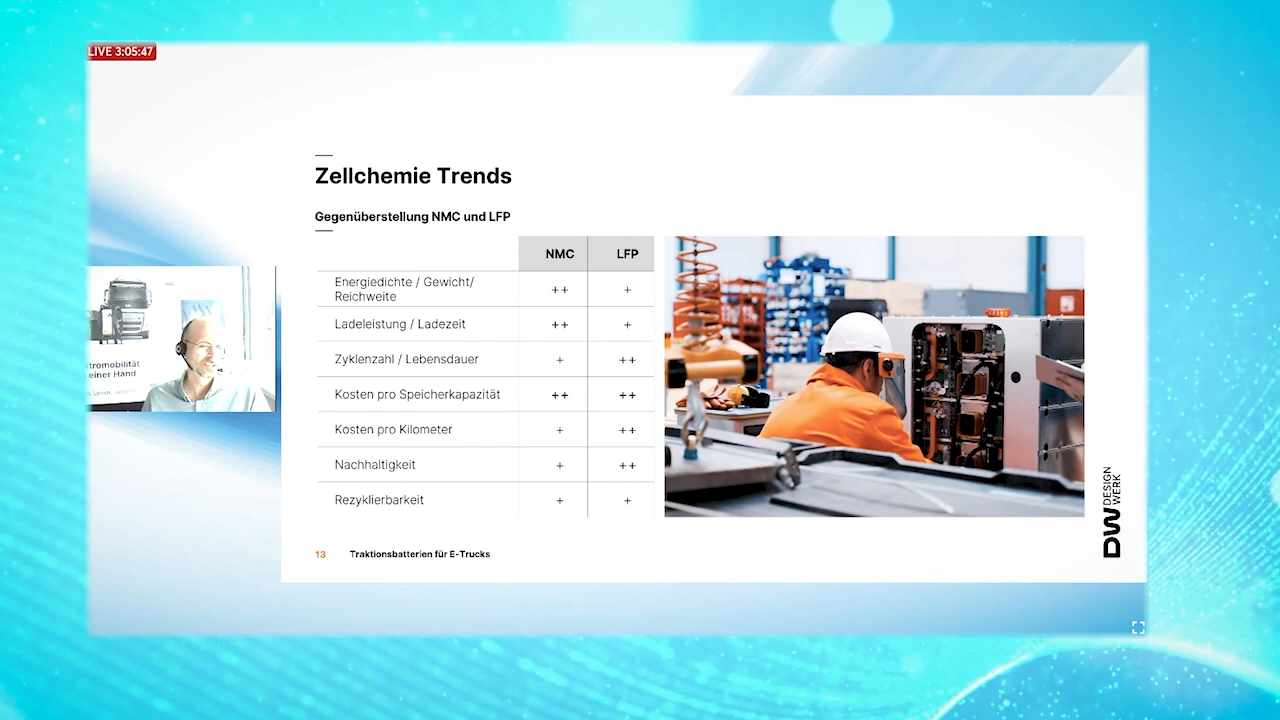 LIVE 3:05:47
Zellchemie Trends
Gegenüberstellung NMC und LFP
NMC LFP
Energiedichte / Gewicht/
Reichweite ++ +
Ladeleistung / Ladezeit ++ +
Zyklenzahl / Lebensdauer + ++
Kosten pro Speicherkapazität ++ ++
Kosten pro Kilometer + ++
Nachhaltigkeit + ++
Rezyklierbarkeit + +
tromobilität
einer Hand
13 Traktionsbatterien für E-Trucks
DW DESIGN
WERK